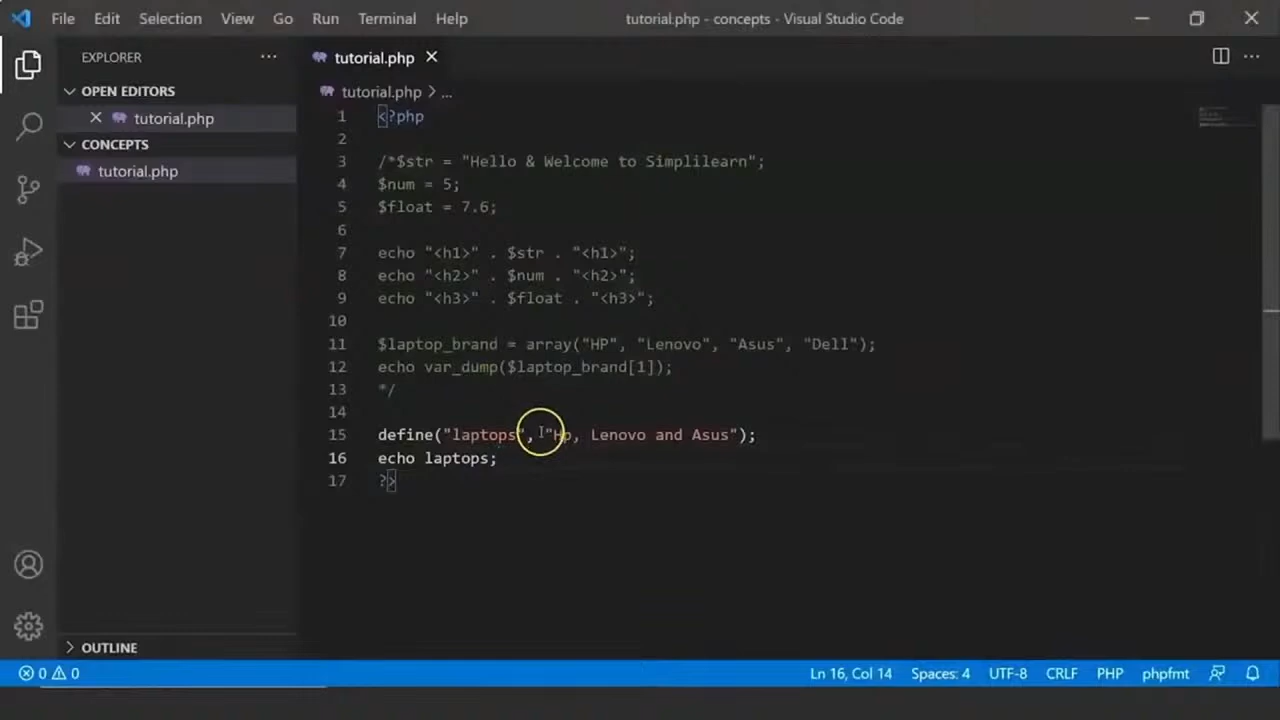 File Edit Selection View Go Run Terminal Help tutorial.php - concepts - Visual Studio Code
EXPLORER
OPEN EDITORS
tutorial.php
CONCEPTS
tutorial.php
OUTLINE
tutorial.php
tutorial.php > ...
1 <?php
2
3 /*$str = "Hello & Welcome to Simplilearn";
4 $num = 5;
5 $float = 7.6;
6
7 echo "<h1>" . $str . "<h1>";
8 echo "<h2>" . $num . "<h2>";
9 echo "<h3>" . $float . "<h3>";
10
11 $laptop_brand = array("HP", "Lenovo", "Asus", "Dell");
12 echo var_dump($laptop_brand[1]);
13 */
14
15 define("laptops", "Hp, Lenovo and Asus");
16 echo laptops;
17 ?>
0 0 Ln 16, Col 14 Spaces: 4 UTF-8 CRLF PHP phpfmt